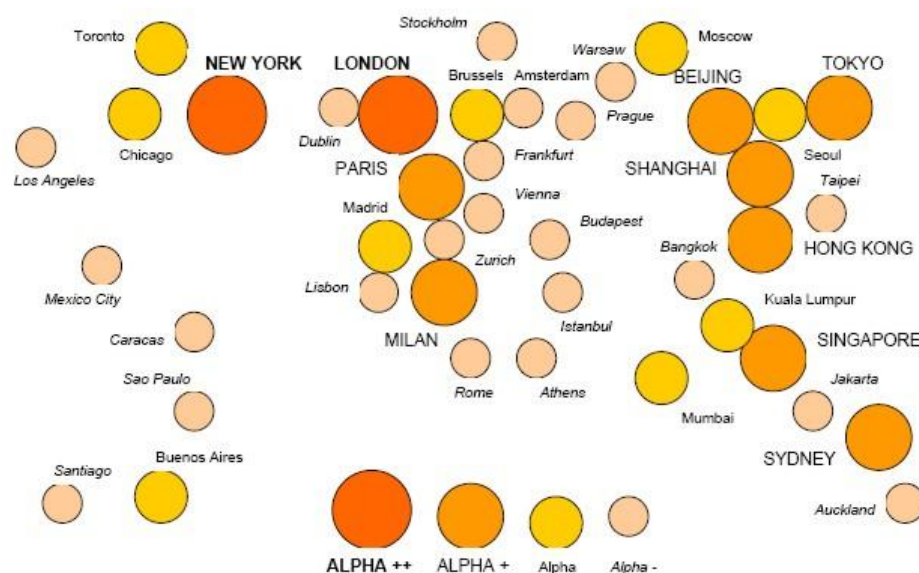 Stockholm
Toronto
Warsaw
Moscow
NEW YORK
LONDON
Brussels
Amsterdam
BEIJING
TOKYO
Dublin
Prague
Chicago
Frankfurt
Seoul
PARIS
SHANGHAI
Los Angeles
Taipei
Vienna
Madrid
Budapest
Bangkok
HONG KONG
Zurich
Lisbon
Mexico City
Kuala Lumpur
Istanbul
Caracas
MILAN
SINGAPORE
Sao Paulo
Rome
Athens
Jakarta
Mumbai
Buenos Aires
SYDNEY
Santiago
Auckland
ALPHA ++
ALPHA +
Alpha
Alpha -